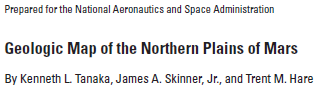 Prepared for the National Aeronautics and Space Administration
Geologic Map of the Northern Plains of Mars
By Kenneth L. Tanaka, James A. Skinner, Jr., and Trent M. Hare